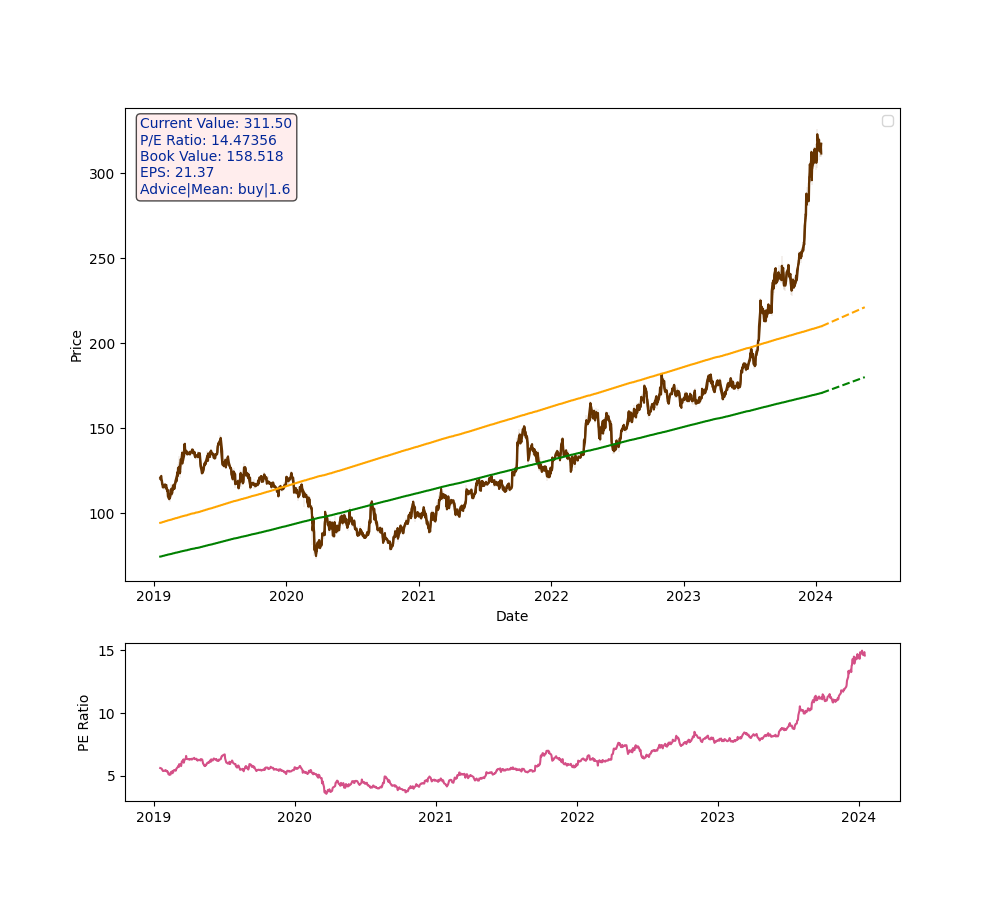 Current Value: 311.50
P/E Ratio: 14.47356
Book Value: 158.518
EPS: 21.37
Advice|Mean: buy|1.6
300
250
200
150
100
Price
2019 2020 2021 2022 2023 2024
Date
15
10
5
PE Ratio
2019 2020 2021 2022 2023 2024